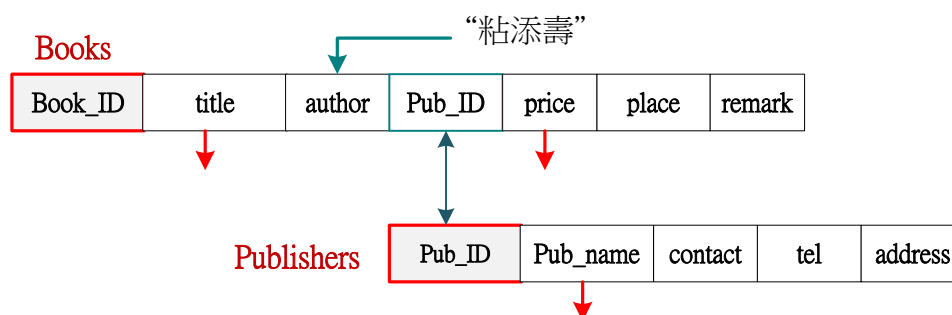 “粘添壽”
Books
Book_ID title author Pub_ID price place remark
Publishers
Pub_ID Pub_name contact tel address